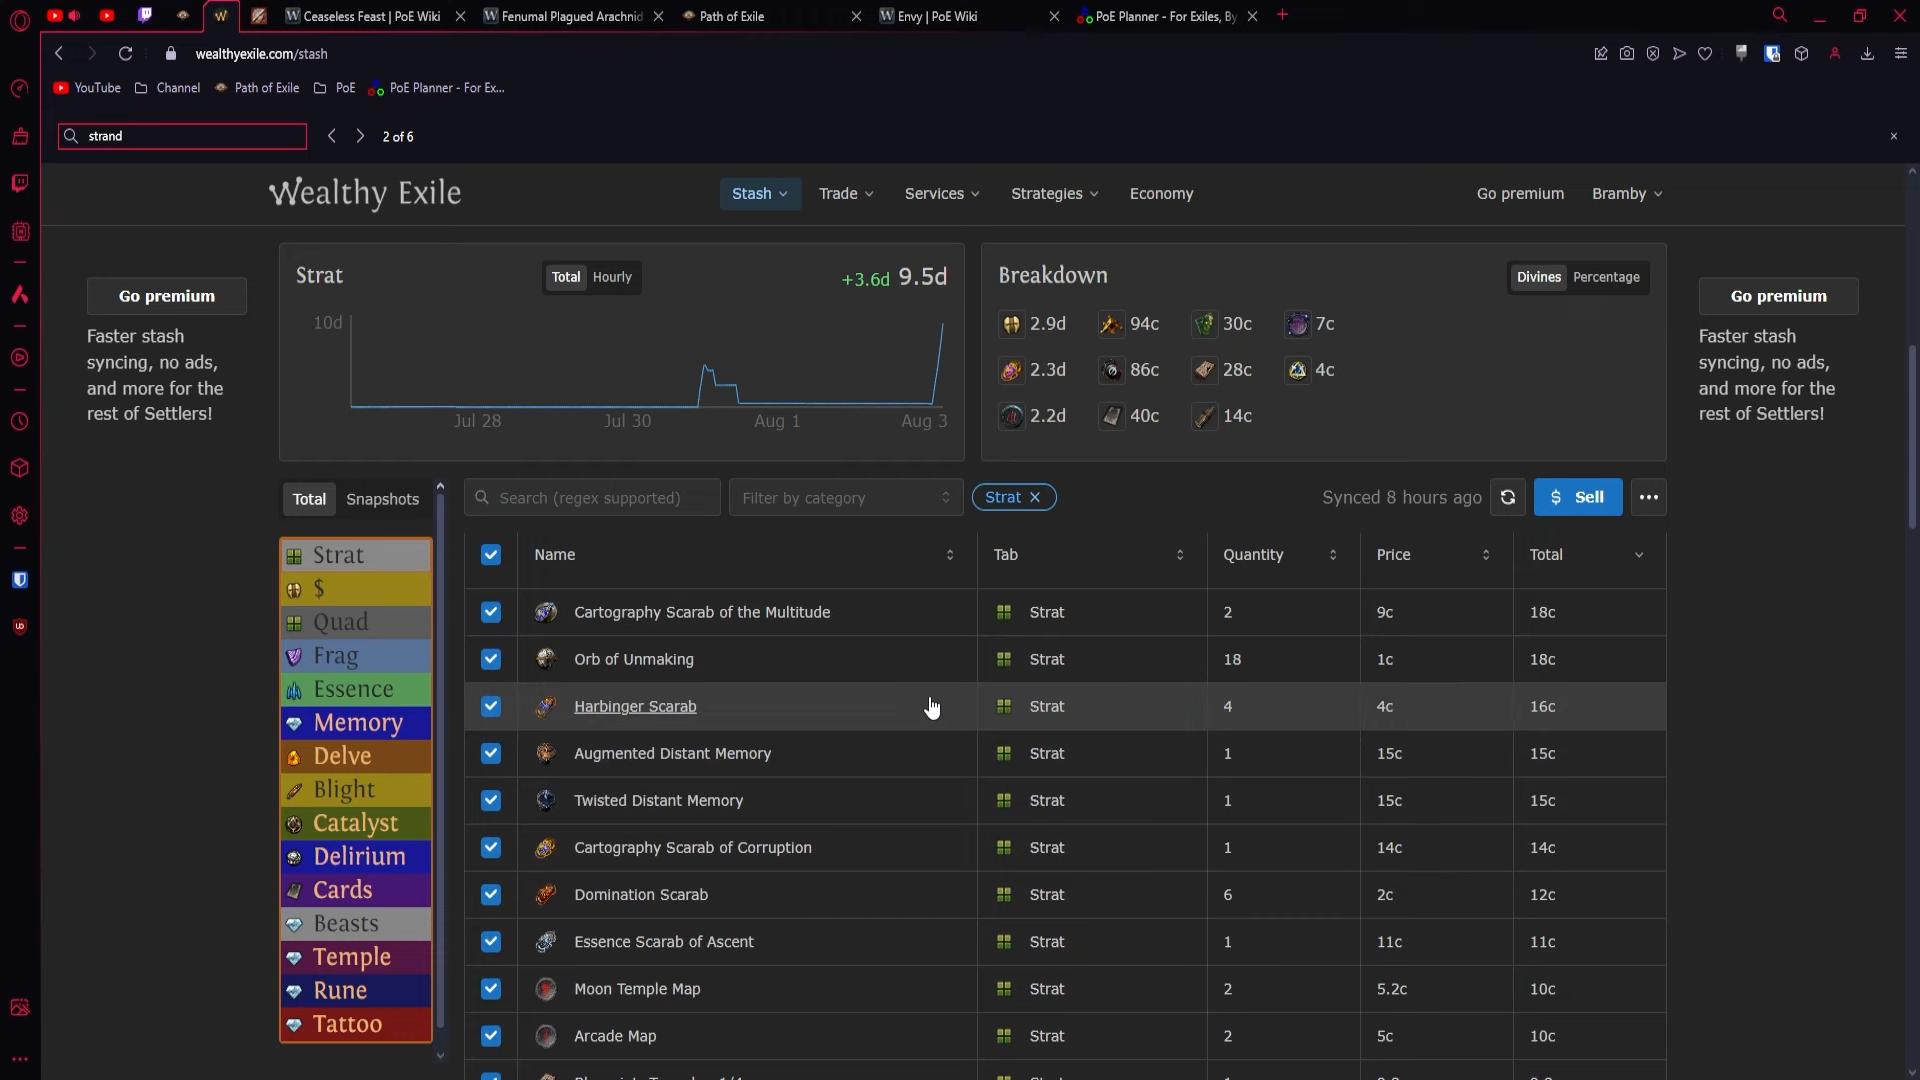 Ceaseless Feast | PoE Wiki
Fenumal Plagued Arachnid
Path of Exile
Envy | PoE Wiki
PoE Planner - For Exiles, By
wealthyexile.com/stash
YouTube
Channel
Path of Exile
PoE
PoE Planner - For Ex...
strand
2 of 6
Wealthy Exile
Stash
Trade
Services
Strategies
Economy
Go premium
Bramby
Go premium
Faster stash
syncing, no ads,
and more for the
rest of Settlers!
Strat
Total
Hourly
+3.6d 9.5d
10d
Jul 28
Jul 30
Aug 1
Aug 3
Breakdown
Divines
Percentage
2.9d
94c
30c
7c
2.3d
86c
28c
4c
2.2d
40c
14c
Go premium
Faster stash
syncing, no ads,
and more for the
rest of Settlers!
Total
Snapshots
Strat
$
Quad
Frag
Essence
Memory
Delve
Blight
Catalyst
Delirium
Cards
Beasts
Temple
Rune
Tattoo
Search (regex supported)
Filter by category
Strat
Synced 8 hours ago
$ Sell
Name Tab Quantity Price Total
Cartography Scarab of the Multitude Strat 2 9c 18c
Orb of Unmaking Strat 18 1c 18c
Harbinger Scarab Strat 4 4c 16c
Augmented Distant Memory Strat 1 15c 15c
Twisted Distant Memory Strat 1 15c 15c
Cartography Scarab of Corruption Strat 1 14c 14c
Domination Scarab Strat 6 2c 12c
Essence Scarab of Ascent Strat 1 11c 11c
Moon Temple Map Strat 2 5.2c 10c
Arcade Map Strat 2 5c 10c